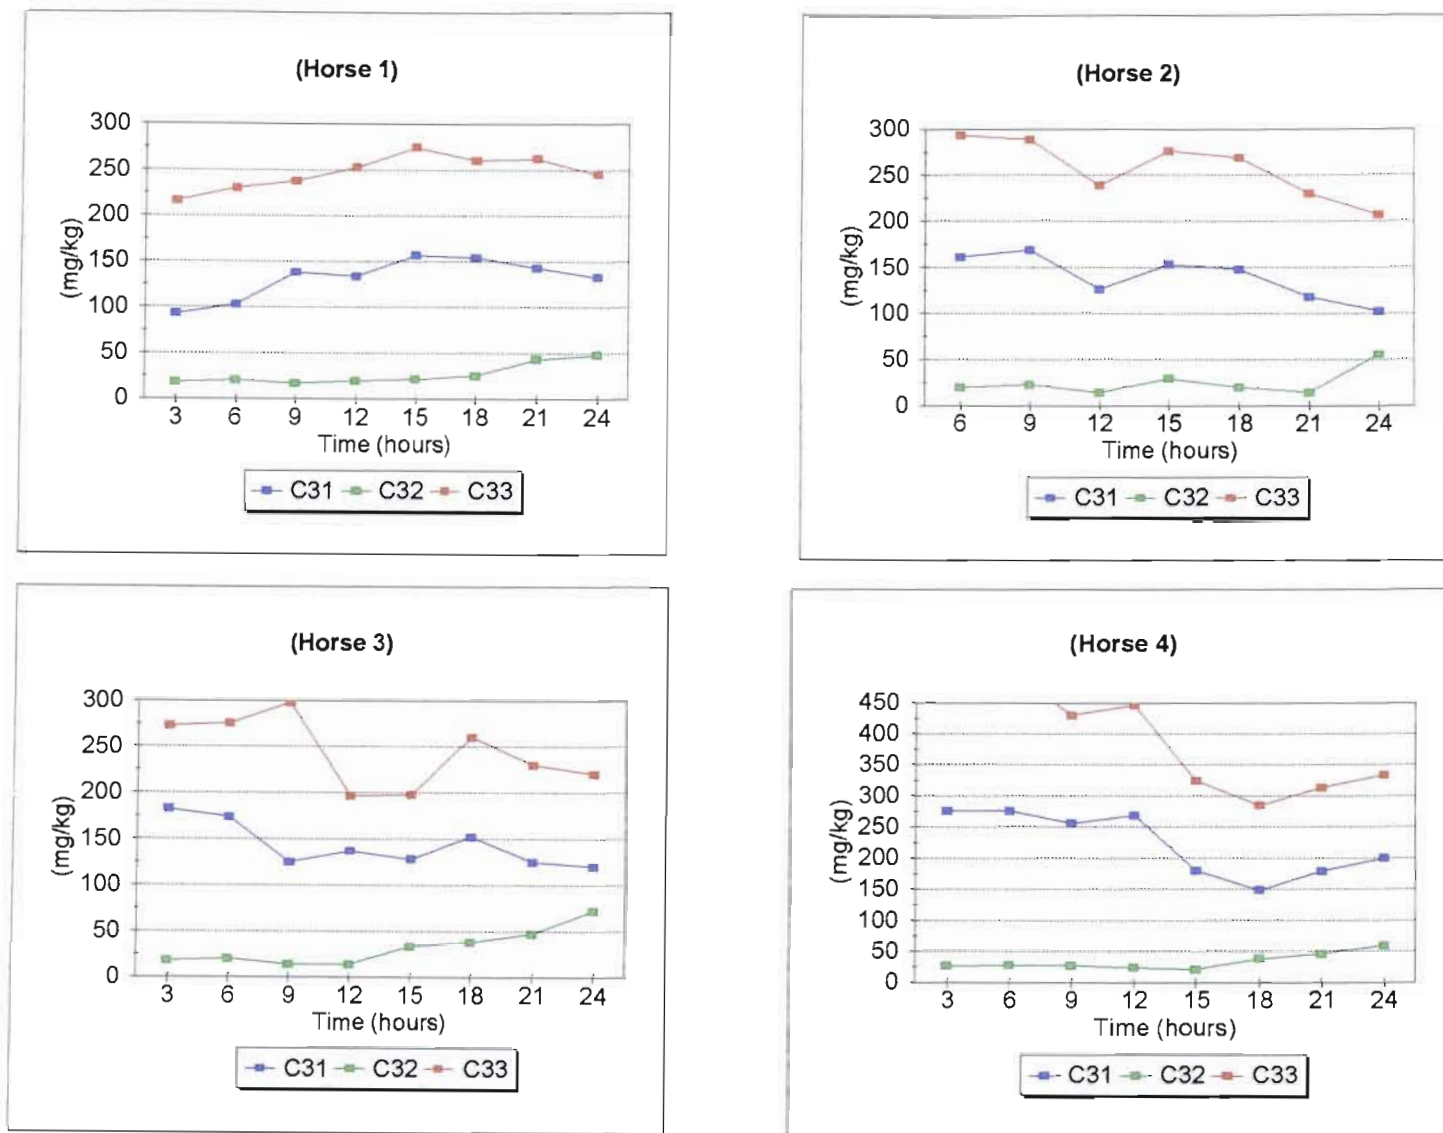 (Horse 1)
300
250
200
150
100
50
0
(mg/kg)
3 6 9 12 15 18 21 24
Time (hours)
C31 C32 C33
(Horse 2)
300
250
200
150
100
50
0
(mg/kg)
6 9 12 15 18 21 24
Time (hours)
C31 C32 C33
(Horse 3)
300
250
200
150
100
50
0
(mg/kg)
3 6 9 12 15 18 21 24
Time (hours)
C31 C32 C33
(Horse 4)
450
400
350
300
250
200
150
100
50
0
(mg/kg)
3 6 9 12 15 18 21 24
Time (hours)
C31 C32 C33